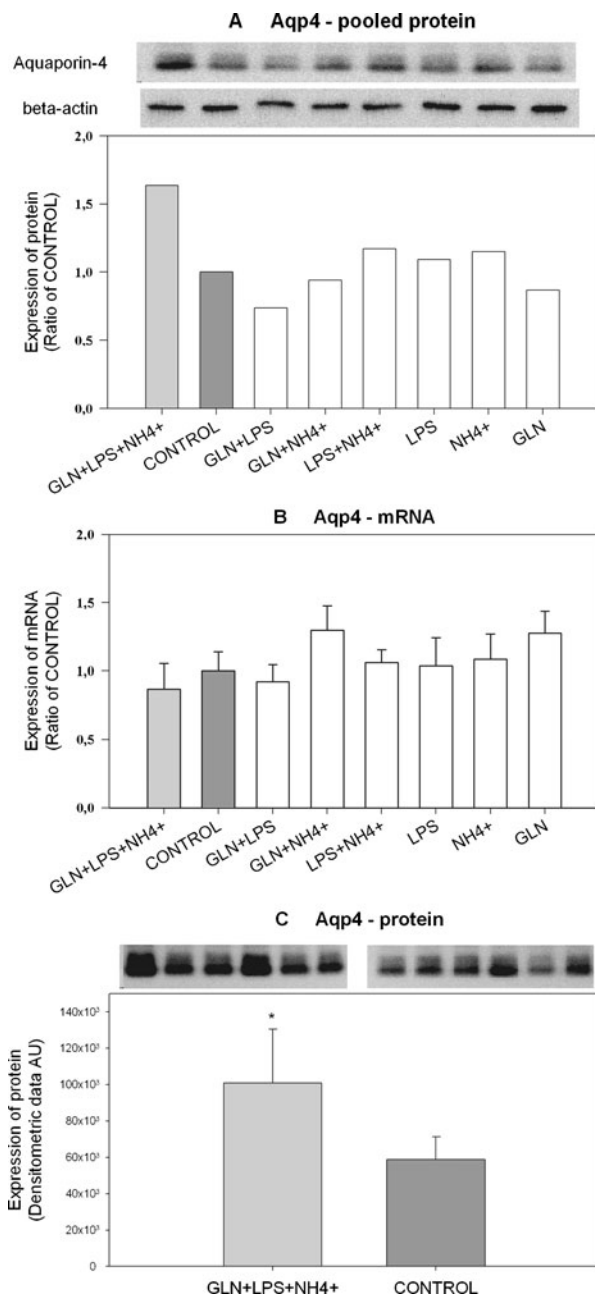 A Aqp4 - pooled protein
Aquaporin-4
beta-actin
Expression of protein
(Ratio of CONTROL)
2,0
1,5
1,0
0,5
0,0
GLN+LPS+NH4+
CONTROL
GLN+LPS
GLN+NH4+
LPS+NH4+
LPS
NH4+
GLN
B Aqp4 - mRNA
Expression of mRNA
(Ratio of CONTROL)
2,0
1,5
1,0
0,5
0,0
GLN+LPS+NH4+
CONTROL
GLN+LPS
GLN+NH4+
LPS+NH4+
LPS
NH4+
GLN
C Aqp4 - protein
Expression of protein
(Densitometric data AU)
140x10³
120x10³
100x10³
80x10³
60x10³
40x10³
20x10³
0
*
GLN+LPS+NH4+
CONTROL